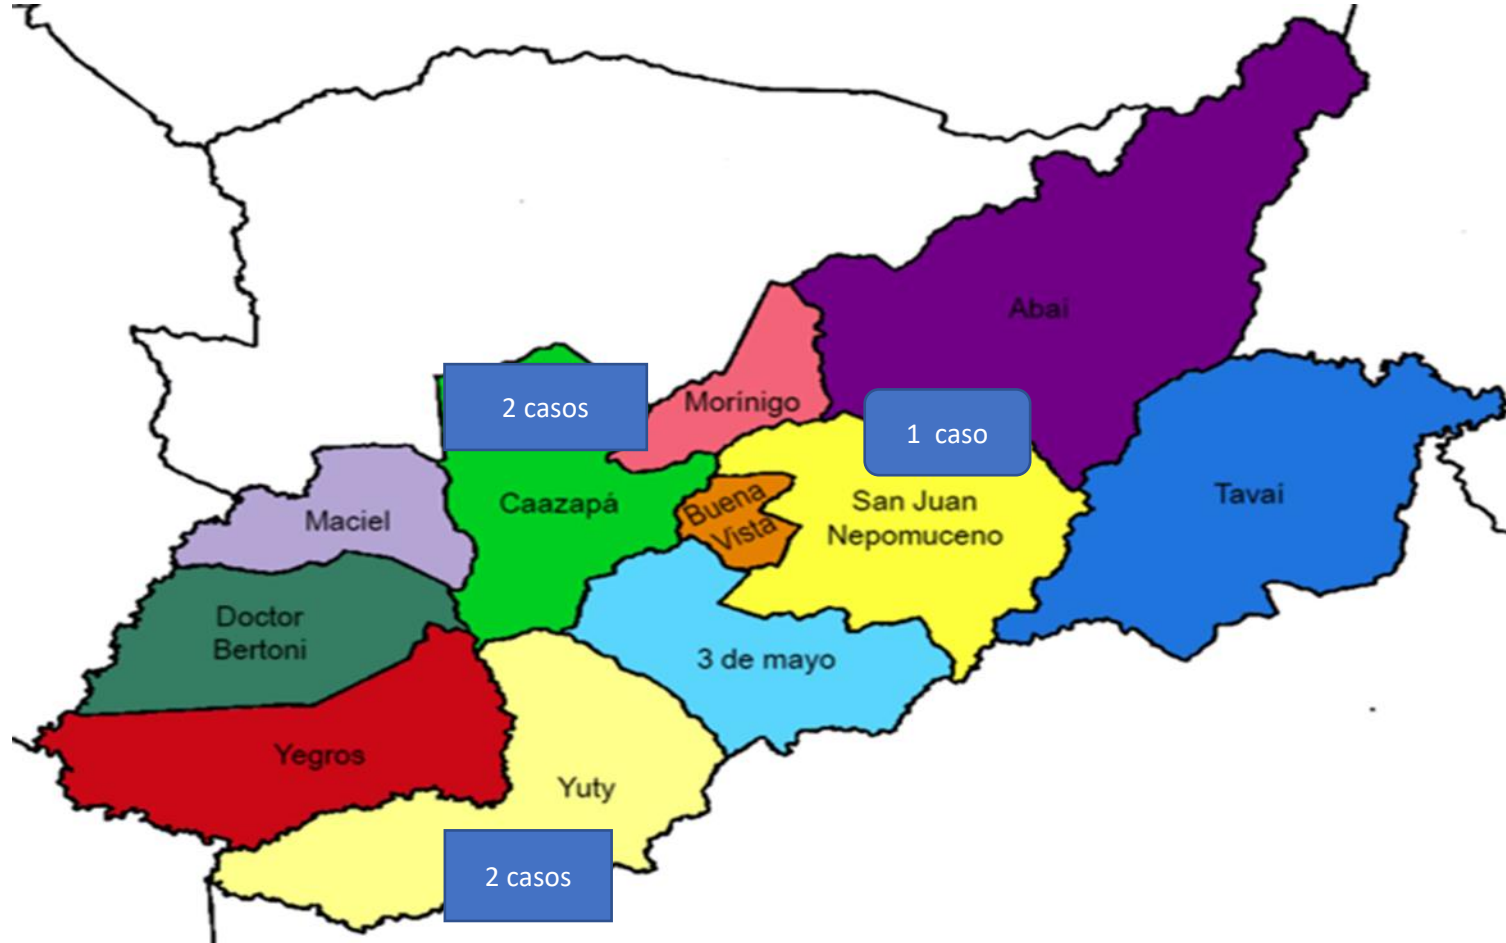 Abai
2 casos
Morínigo
1 caso
Caazapá
Buena
Vista
San Juan
Nepomuceno
Tavai
Maciel
Doctor
Bertoni
3 de mayo
Yegros
Yuty
2 casos